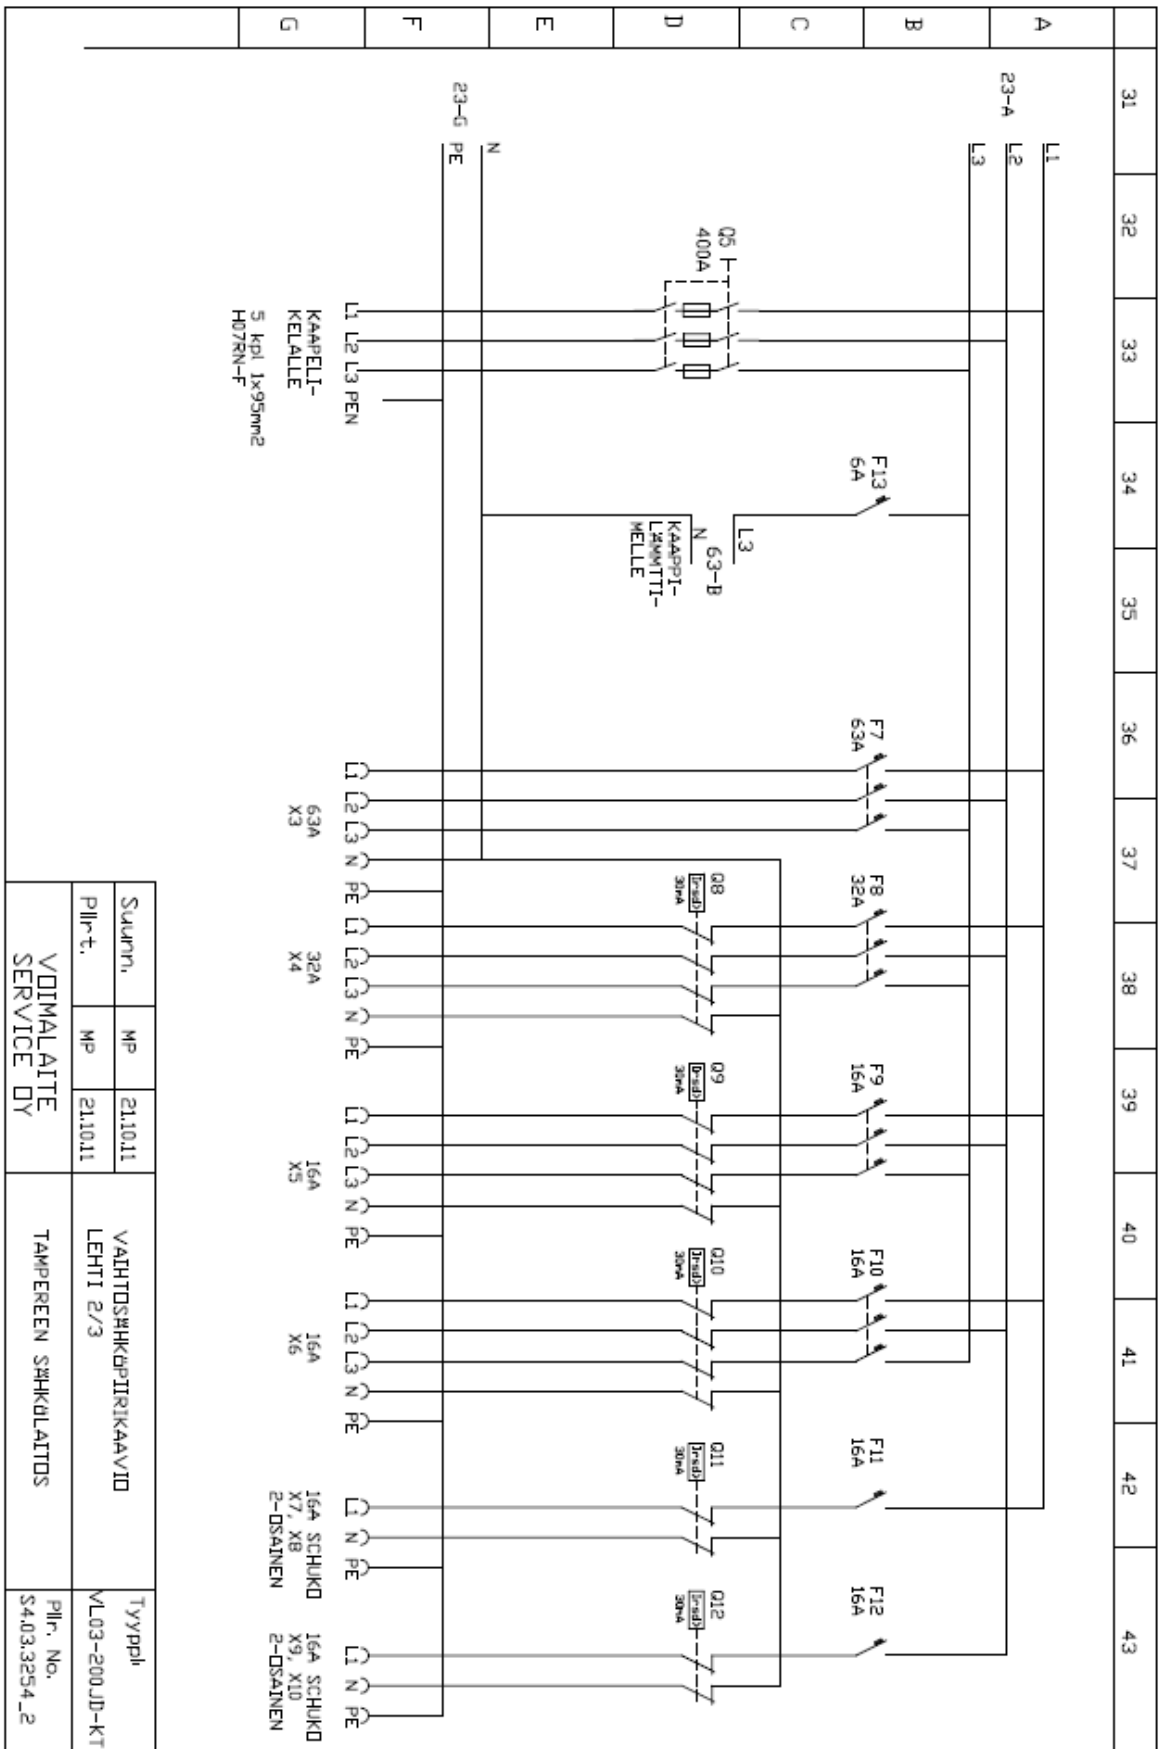 31 32 33 34 35 36 37 38 39 40 41 42 43
A
B
C
D
E
F
G
23-A
L1
L2
L3
23-G
N
PE
Q5
400A
L1 L2 L3 PEN
KAAPELI-
KELALLE
5 kpl 1x95mm2
H07RN-F
F13
6A
L3
63-B
N
KAAPPI-
LÄMMITTI-
MELLE
F7
63A
L1 L2 L3 N PE
63A
X3
F8
32A
Q8
Irsd>
30mA
L1 L2 L3 N PE
32A
X4
F9
16A
Q9
Irsd>
30mA
L1 L2 L3 N PE
16A
X5
F10
16A
Q10
Irsd>
30mA
L1 L2 L3 N PE
16A
X6
F11
16A
Q11
Irsd>
30mA
L1 N PE
16A SCHUKO
X7, X8
2-OSAINEN
F12
16A
Q12
Irsd>
30mA
L1 N PE
16A SCHUKO
X9, X10
2-OSAINEN
Suunn. MP 21.10.11
Piirt. MP 21.10.11
VOIMALAITE
SERVICE OY
VAIHTOSÄHKÖPIIRIKAAVIO
LEHTI 2/3
TAMPEREEN SÄHKÖLAITOS
Tyyppi
VL03-200JD-KT
Piir. No.
S4.03.3254_2